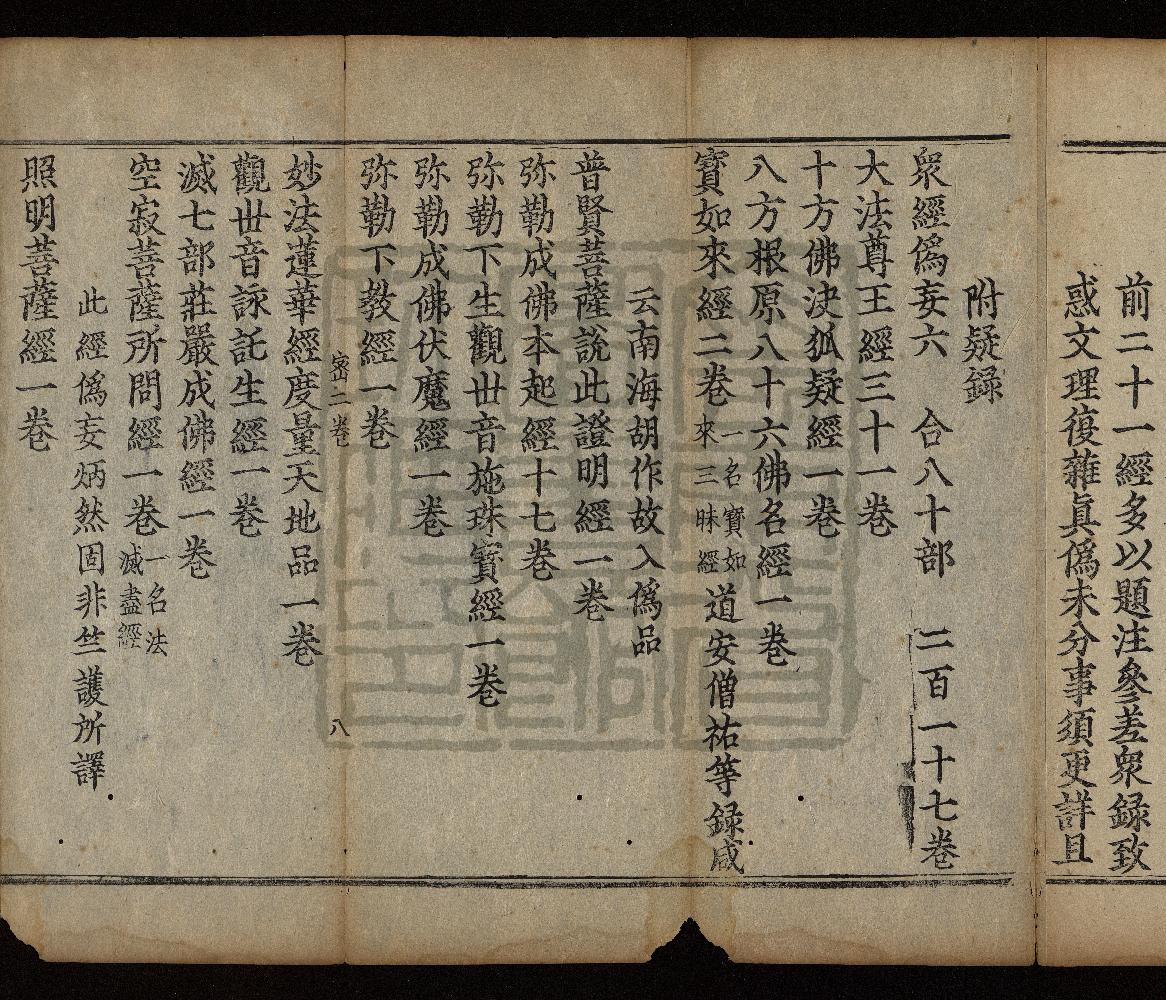 前二十一經多以題注參差衆録致
惑文理復雜眞僞未分事須更詳且
附疑録
衆經僞妄六　合八十部　二百一十七卷
大法尊王經三十一卷
十方佛決狐疑經一卷
八方根原八十六佛名經一卷
寳如來經二卷一名寳如來三昧經道安僧祐等録咸
云南海胡作故入僞品
普賢菩薩説此證明經一卷
弥勒成佛本起經十七卷
弥勒下生觀丗音施珠寳經一卷
弥勒成佛伏魔經一卷
弥勒下教經一卷
二卷　八
妙法蓮華經度量天地品一卷
觀丗音詠託生經一卷
滅七部莊嚴成佛經一卷
空寂菩薩所問經一卷一名法滅盡經
此經僞妄炳然固非竺護所譯
照明菩薩經一卷